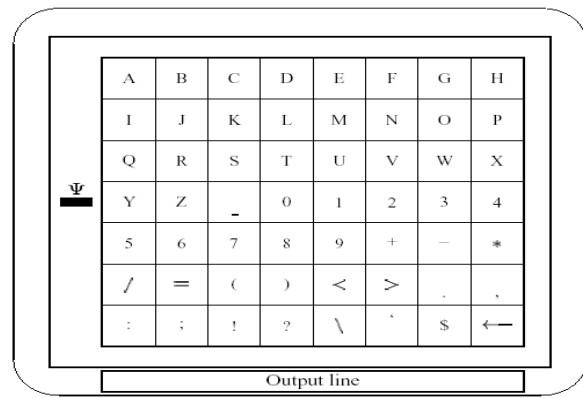 A B C D E F G H
I J K L M N O P
Q R S T U V W X
Ψ
Y Z _ 0 1 2 3 4
5 6 7 8 9 + − *
/ = ( ) < > . ,
: ; ! ? \ ‘ $ ←
Output line